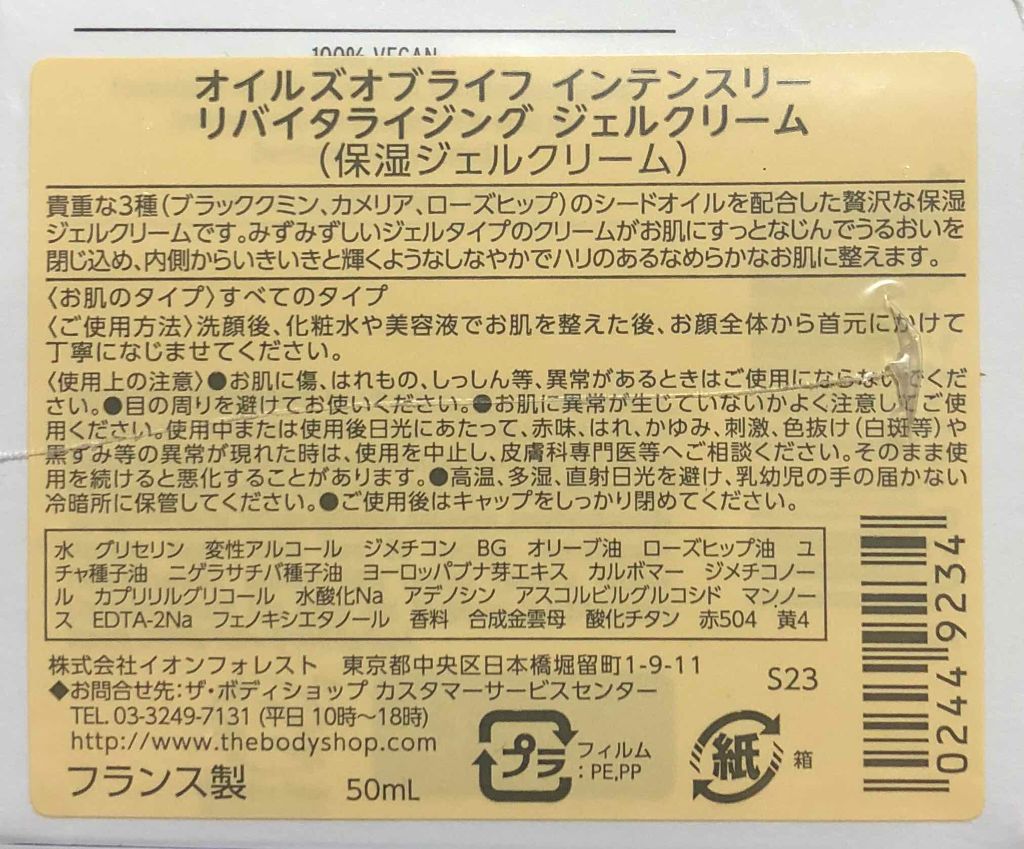 100% VEGAN
オイルズオブライフ インテンスリー
リバイタライジング ジェルクリーム
(保湿ジェルクリーム)
貴重な3種(ブラッククミン、カメリア、ローズヒップ)のシードオイルを配合した贅沢な保湿
ジェルクリームです。みずみずしいジェルタイプのクリームがお肌にすっとなじんでうるおいを
閉じ込め、内側からいきいきと輝くようなしなやかでハリのあるなめらかなお肌に整えます。
〈お肌のタイプ〉すべてのタイプ
〈ご使用方法〉洗顔後、化粧水や美容液でお肌を整えた後、お顔全体から首元にかけて
丁寧になじませてください。
〈使用上の注意〉●お肌に傷、はれもの、しっしん等、異常があるときはご使用にならないでくだ
さい。●目の周りを避けてお使いください。●お肌に異常が生じていないかよく注意してご使
用ください。使用中または使用後日光にあたって、赤味、はれ、かゆみ、刺激、色抜け(白斑等)や
黒ずみ等の異常が現れた時は、使用を中止し、皮膚科専門医等へご相談ください。そのまま使
用を続けると悪化することがあります。●高温、多湿、直射日光を避け、乳幼児の手の届かない
冷暗所に保管してください。●ご使用後はキャップをしっかり閉めてください。
水 グリセリン 変性アルコール ジメチコン BG オリーブ油 ローズヒップ油 ユ
チャ種子油 ニゲラサチバ種子油 ヨーロッパブナ芽エキス カルボマー ジメチコノー
ル カプリリルグリコール 水酸化Na アデノシン アスコルビルグルコシド マンノー
ス EDTA-2Na フェノキシエタノール 香料 合成金雲母 酸化チタン 赤504 黄4
株式会社イオンフォレスト 東京都中央区日本橋堀留町1-9-11
◆お問合せ先:ザ・ボディショップ カスタマーサービスセンター
TEL.03-3249-7131 (平日 10時〜18時)
http://www.thebodyshop.com
フランス製 50mL
S23
プラ
フィルム
:PE,PP
紙
箱
02449234